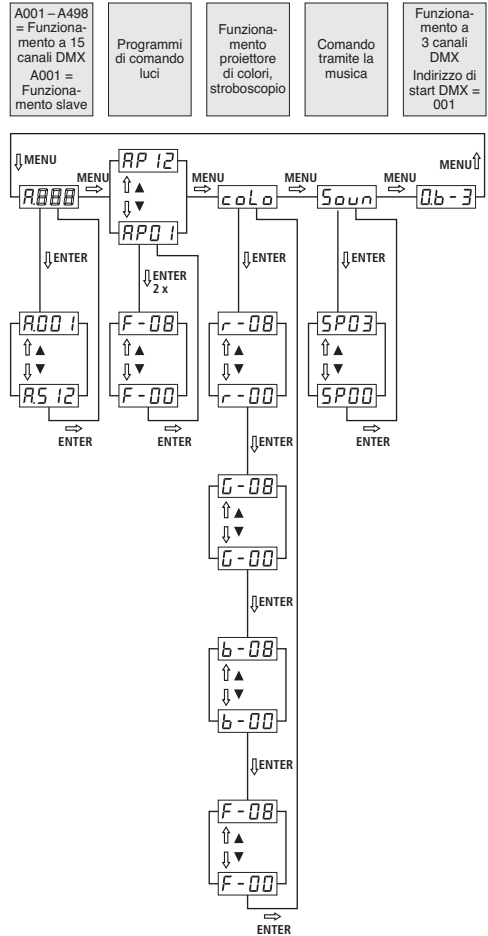 A001 – A498
= Funziona-
mento a 15
canali DMX
A001 =
Funziona-
mento slave
Programmi
di comando
luci
Funziona-
mento
proiettore
di colori,
stroboscopio
Comando
tramite la
musica
Funziona-
mento a
3 canali
DMX
Indirizzo di
start DMX =
001
⇩MENU
MENU⇧
A.888
MENU
⇨
AP 12
⇧ ▲
⇩ ▼
AP01
MENU
⇨
coLo
MENU
⇨
Soun
MENU
⇨
0.b - 3
⇩ENTER
A.001
⇧ ▲
⇩ ▼
A.512
⇨
ENTER
⇩ENTER
2 x
F - 08
⇧ ▲
⇩ ▼
F - 00
⇨
ENTER
r - 08
⇧ ▲
⇩ ▼
r - 00
⇩ENTER
G - 08
⇧ ▲
⇩ ▼
G - 00
⇩ENTER
b - 08
⇧ ▲
⇩ ▼
b - 00
⇩ENTER
F - 08
⇧ ▲
⇩ ▼
F - 00
⇨
ENTER
⇩ENTER
SP03
⇧ ▲
⇩ ▼
SP00
⇨
ENTER